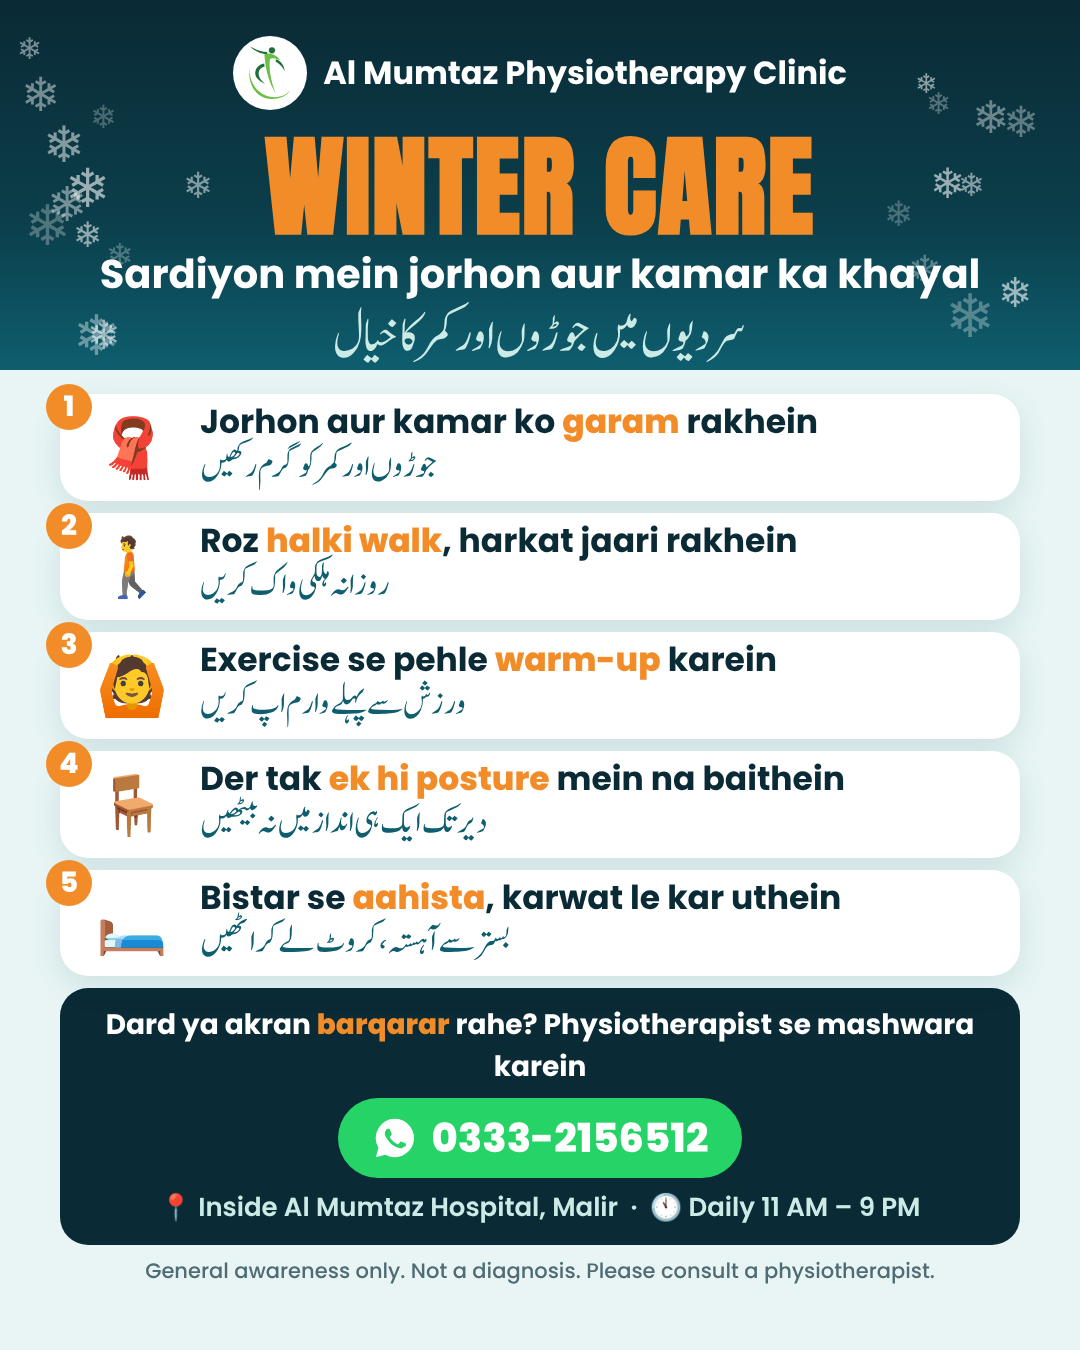 Al Mumtaz Physiotherapy Clinic
WINTER CARE
Sardiyon mein jorhon aur kamar ka khayal
سردیوں میں جوڑوں اور کمر کا خیال
1
Jorhon aur kamar ko garam rakhein
جوڑوں اور کمر کو گرم رکھیں
2
Roz halki walk, harkat jaari rakhein
روزانہ ہلکی واک کریں
3
Exercise se pehle warm-up karein
ورزش سے پہلے وارم اپ کریں
4
Der tak ek hi posture mein na baithein
دیر تک ایک ہی انداز میں نہ بیٹھیں
5
Bistar se aahista, karwat le kar uthein
بستر سے آہستہ، کروٹ لے کر اٹھیں
Dard ya akran barqarar rahe? Physiotherapist se mashwara
karein
0333-2156512
Inside Al Mumtaz Hospital, Malir · Daily 11 AM – 9 PM
General awareness only. Not a diagnosis. Please consult a physiotherapist.